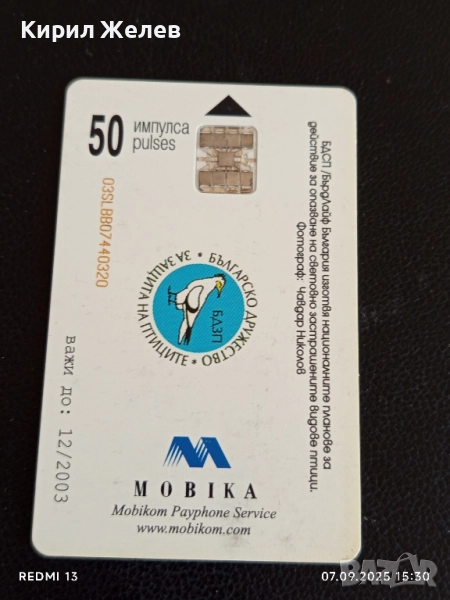 Кирил Желев
50 импулса
pulses
03SLBB07440320
важи до: 12/2003
БЪЛГАРСКО ДРУЖЕСТВО • ЗА ЗАЩИТА НА ПТИЦИТЕ •
БДЗП
БДСП /БърдЛайф България изготвя националните планове за
действие за опазване на световно застрашените видове птици.
Фотограф: Чавдар Николов
MOBIKA
Mobikom Payphone Service
www.mobikom.com
BAZAR
REDMI 13
07.09.2025 15:30